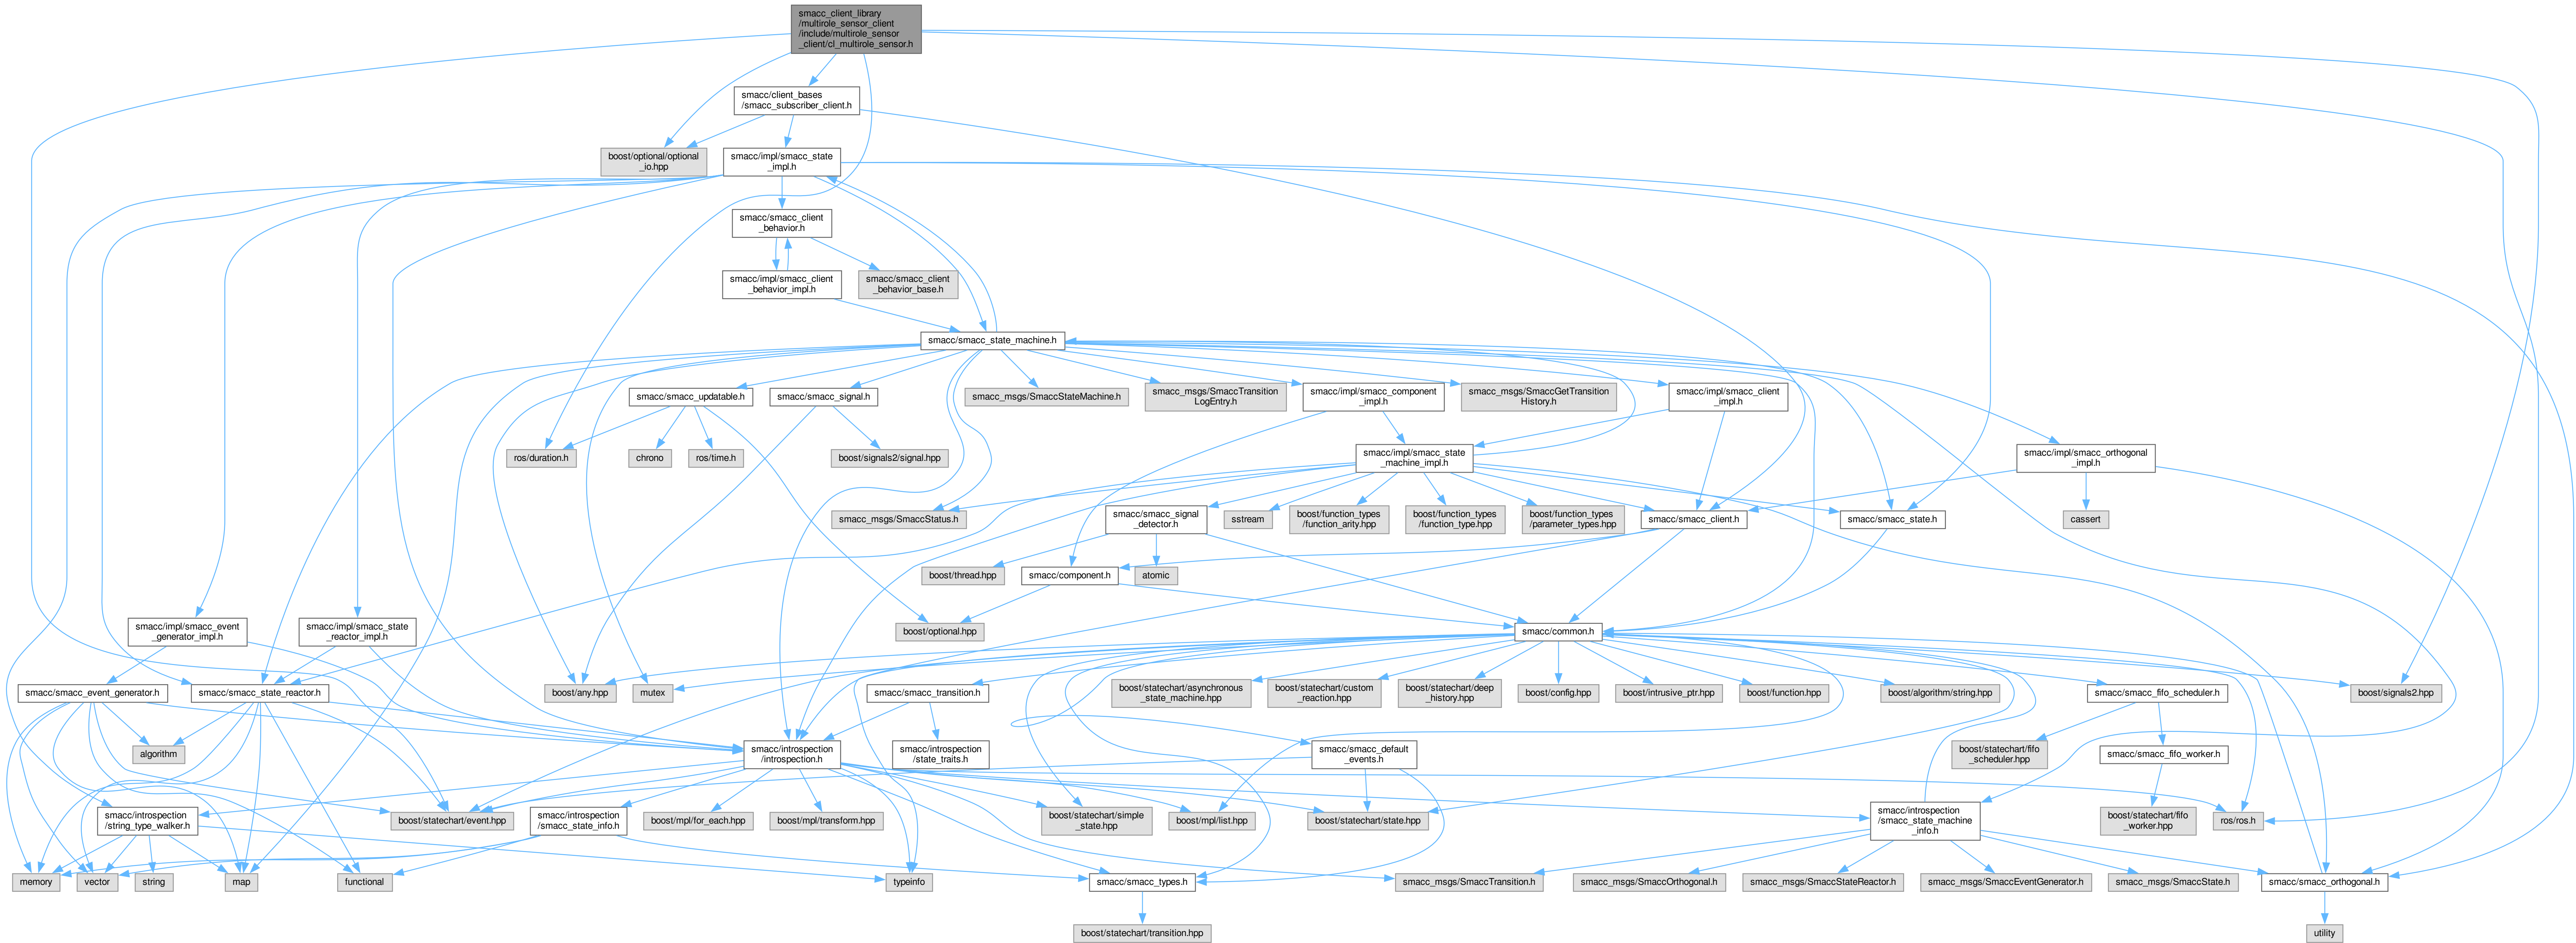 smacc_client_library
/multirole_sensor_client
/include/multirole_sensor
_client/cl_multirole_sensor.h
smacc/client_bases
/smacc_subscriber_client.h
boost/optional/optional
_io.hpp
smacc/impl/smacc_state
_impl.h
smacc/smacc_client
_behavior.h
smacc/impl/smacc_client
_behavior_impl.h
smacc/smacc_client
_behavior_base.h
smacc/smacc_state_machine.h
smacc/smacc_updatable.h
smacc/smacc_signal.h
smacc_msgs/SmaccStateMachine.h
smacc_msgs/SmaccTransition
LogEntry.h
smacc/impl/smacc_component
_impl.h
smacc_msgs/SmaccGetTransition
History.h
smacc/impl/smacc_client
_impl.h
ros/duration.h
chrono
ros/time.h
boost/signals2/signal.hpp
smacc/impl/smacc_state
_machine_impl.h
smacc/impl/smacc_orthogonal
_impl.h
smacc_msgs/SmaccStatus.h
smacc/smacc_signal
_detector.h
sstream
boost/function_types
/function_arity.hpp
boost/function_types
/function_type.hpp
boost/function_types
/parameter_types.hpp
smacc/smacc_client.h
smacc/smacc_state.h
cassert
boost/thread.hpp
smacc/component.h
atomic
smacc/impl/smacc_event
_generator_impl.h
smacc/impl/smacc_state
_reactor_impl.h
boost/optional.hpp
smacc/common.h
smacc/smacc_event_generator.h
smacc/smacc_state_reactor.h
boost/any.hpp
mutex
smacc/smacc_transition.h
boost/statechart/asynchronous
_state_machine.hpp
boost/statechart/custom
_reaction.hpp
boost/statechart/deep
_history.hpp
boost/config.hpp
boost/intrusive_ptr.hpp
boost/function.hpp
boost/algorithm/string.hpp
smacc/smacc_fifo_scheduler.h
boost/signals2.hpp
algorithm
smacc/introspection
/introspection.h
smacc/introspection
/state_traits.h
smacc/smacc_default
_events.h
boost/statechart/fifo
_scheduler.hpp
smacc/smacc_fifo_worker.h
smacc/introspection
/string_type_walker.h
boost/statechart/event.hpp
smacc/introspection
/smacc_state_info.h
boost/mpl/for_each.hpp
boost/mpl/transform.hpp
boost/statechart/simple
_state.hpp
boost/mpl/list.hpp
boost/statechart/state.hpp
smacc/introspection
/smacc_state_machine
_info.h
boost/statechart/fifo
_worker.hpp
ros/ros.h
memory
vector
string
map
functional
typeinfo
smacc/smacc_types.h
smacc_msgs/SmaccTransition.h
smacc_msgs/SmaccOrthogonal.h
smacc_msgs/SmaccStateReactor.h
smacc_msgs/SmaccEventGenerator.h
smacc_msgs/SmaccState.h
smacc/smacc_orthogonal.h
boost/statechart/transition.hpp
utility